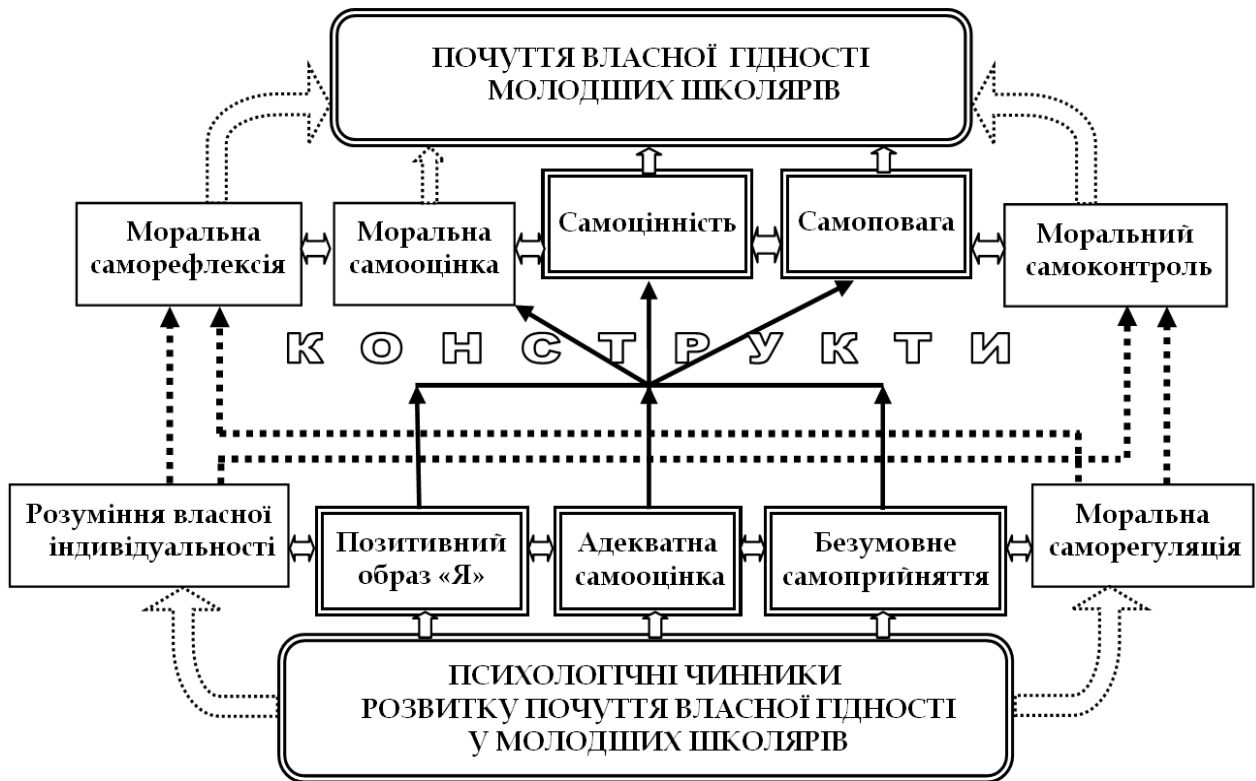 ПОЧУТТЯ ВЛАСНОЇ ГІДНОСТІ
МОЛОДШИХ ШКОЛЯРІВ
Моральна
саморефлексія
Моральна
самооцінка
Самоцінність
Самоповага
Моральний
самоконтроль
К О Н С Т Р У К Т И
Розуміння власної
індивідуальності
Позитивний
образ «Я»
Адекватна
самооцінка
Безумовне
самоприйняття
Моральна
саморегуляція
ПСИХОЛОГІЧНІ ЧИННИКИ
РОЗВИТКУ ПОЧУТТЯ ВЛАСНОЇ ГІДНОСТІ
У МОЛОДШИХ ШКОЛЯРІВ